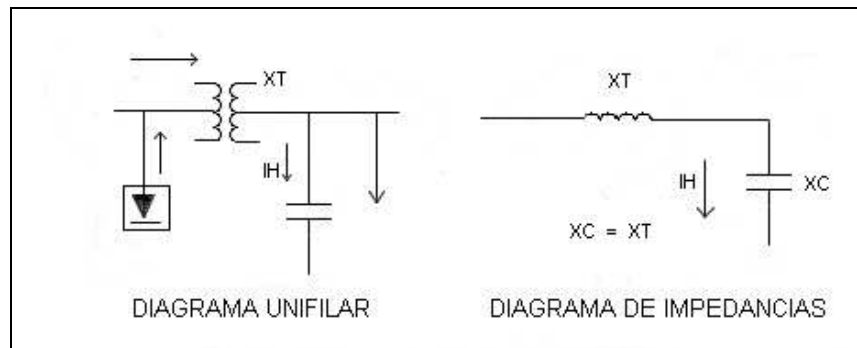 XT
IH
DIAGRAMA UNIFILAR
XT
IH
XC
XC = XT
DIAGRAMA DE IMPEDANCIAS